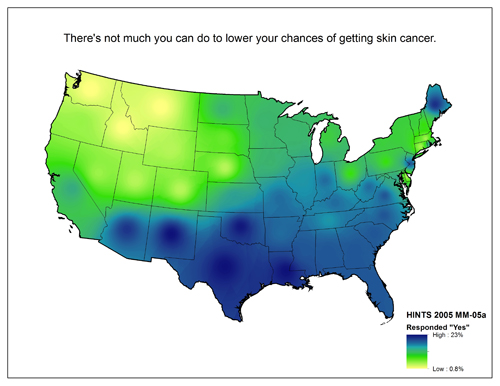 There's not much you can do to lower your chances of getting skin cancer.
HINTS 2005 MM-05a
Responded "Yes"
High : 23%
Low : 0.8%